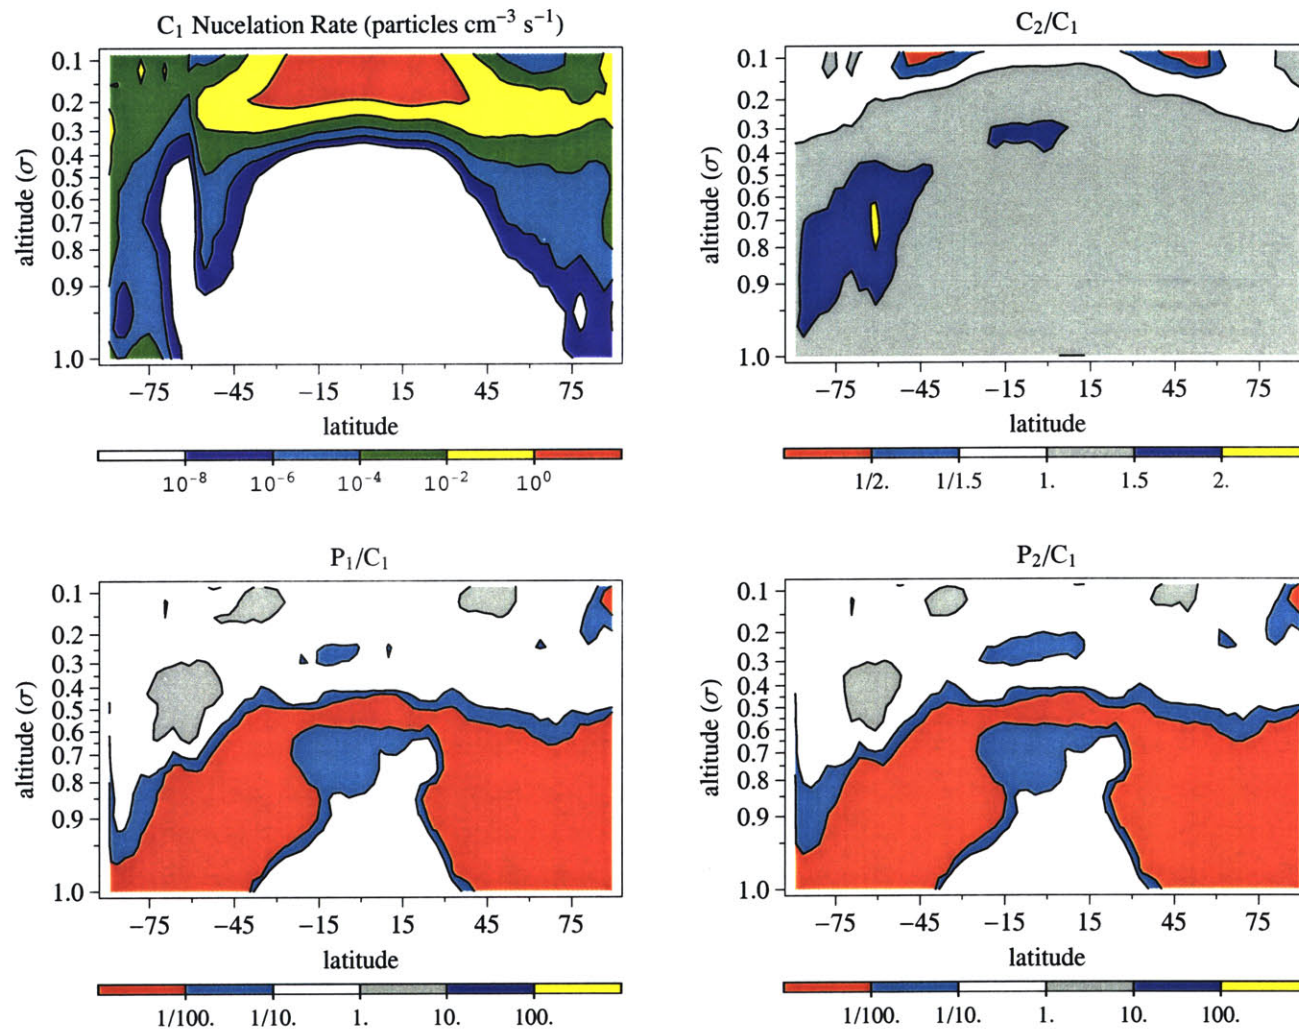 C₁ Nucelation Rate (particles cm⁻³ s⁻¹)
0.1
0.2
0.3
0.4
0.5
0.6
0.7
0.8
0.9
1.0
altitude (σ)
−75 −45 −15 15 45 75
latitude
10⁻⁸ 10⁻⁶ 10⁻⁴ 10⁻² 10⁰
C₂/C₁
0.1
0.2
0.3
0.4
0.5
0.6
0.7
0.8
0.9
1.0
altitude (σ)
−75 −45 −15 15 45 75
latitude
1/2. 1/1.5 1. 1.5 2.
P₁/C₁
0.1
0.2
0.3
0.4
0.5
0.6
0.7
0.8
0.9
1.0
altitude (σ)
−75 −45 −15 15 45 75
latitude
1/100. 1/10. 1. 10. 100.
P₂/C₁
0.1
0.2
0.3
0.4
0.5
0.6
0.7
0.8
0.9
1.0
altitude (σ)
−75 −45 −15 15 45 75
latitude
1/100. 1/10. 1. 10. 100.